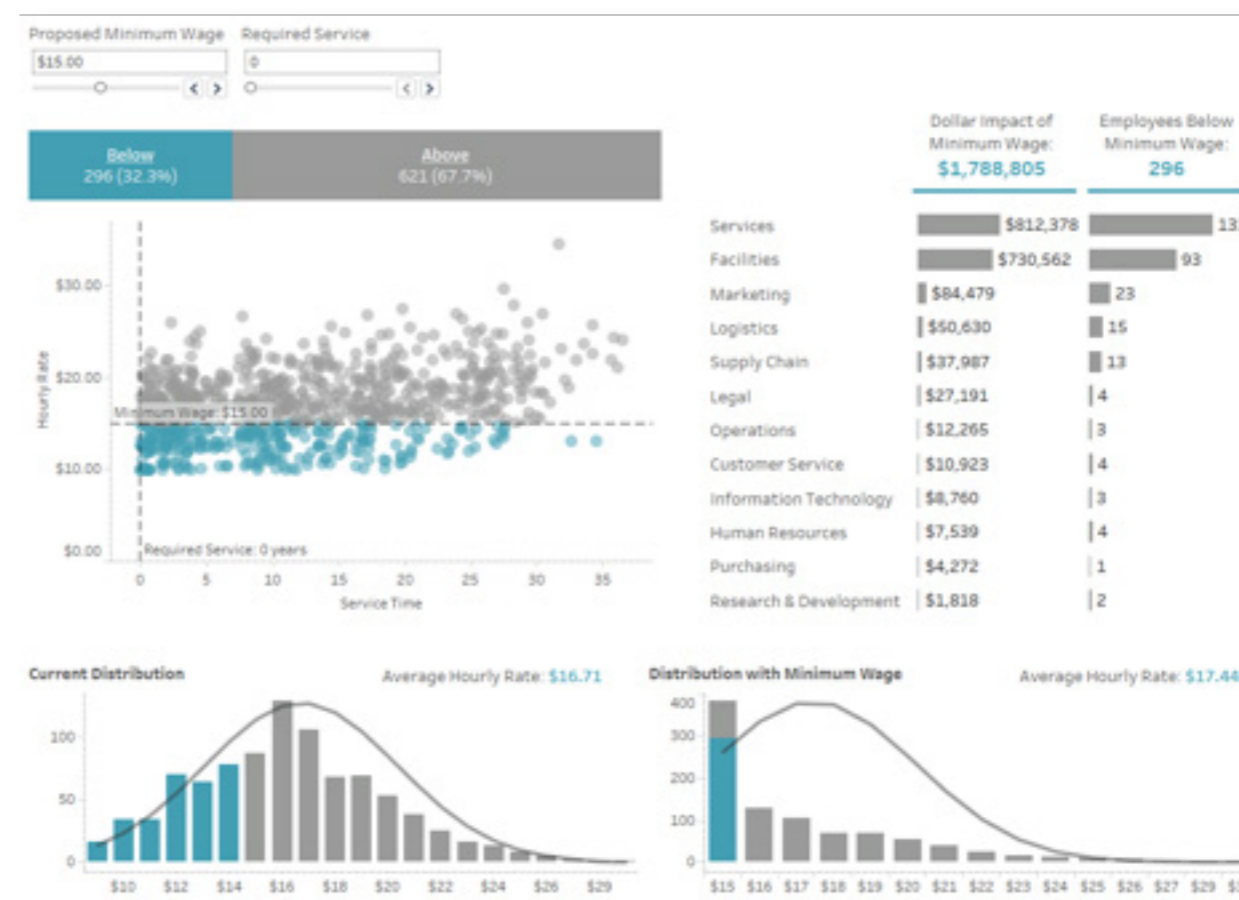 Proposed Minimum Wage Required Service
$15.00 0
Below Above
296 (32.3%) 621 (67.7%)
Dollar Impact of Employees Below
Minimum Wage: Minimum Wage:
$1,788,805 296
Services $812,378
Facilities $730,562 93
Marketing $84,479 23
Logistics $50,630 15
Supply Chain $37,987 13
Legal $27,191 4
Operations $12,265 3
Customer Service $10,923 4
Information Technology $8,760 3
Human Resources $7,539 4
Purchasing $4,272 1
Research & Development $1,818 2
Hourly Rate
$30.00
$20.00
Minimum Wage: $15.00
$10.00
$0.00
Required Service: 0 years
0 5 10 15 20 25 30 35
Service Time
Current Distribution Average Hourly Rate: $16.71
100
50
0
$10 $12 $14 $16 $18 $20 $22 $24 $26 $29
Distribution with Minimum Wage Average Hourly Rate: $17.44
400
300
200
100
0
$15 $16 $17 $18 $19 $20 $21 $22 $23 $24 $25 $26 $27 $29